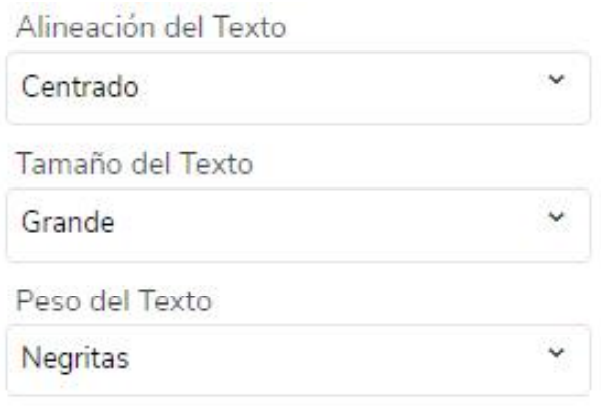 Alineación del Texto
Centrado
Tamaño del Texto
Grande
Peso del Texto
Negritas